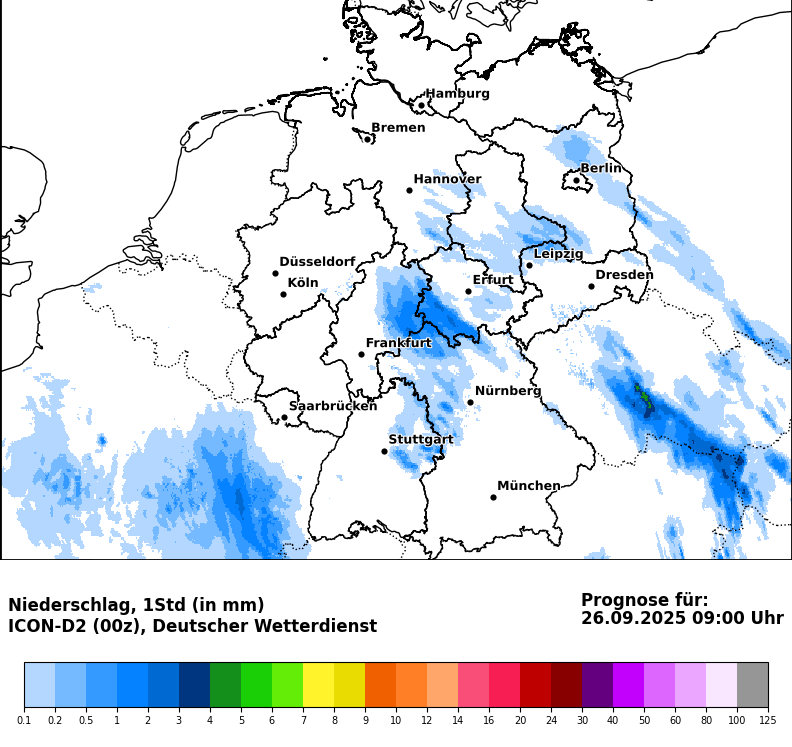 Hamburg
Bremen
Berlin
Hannover
Leipzig
Düsseldorf
Dresden
Köln
Erfurt
Frankfurt
Nürnberg
Saarbrücken
Stuttgart
München
Niederschlag, 1Std (in mm)
ICON-D2 (00z), Deutscher Wetterdienst
Prognose für:
26.09.2025 09:00 Uhr
0.1 0.2 0.5 1 2 3 4 5 6 7 8 9 10 12 14 16 20 24 30 40 50 60 80 100 125